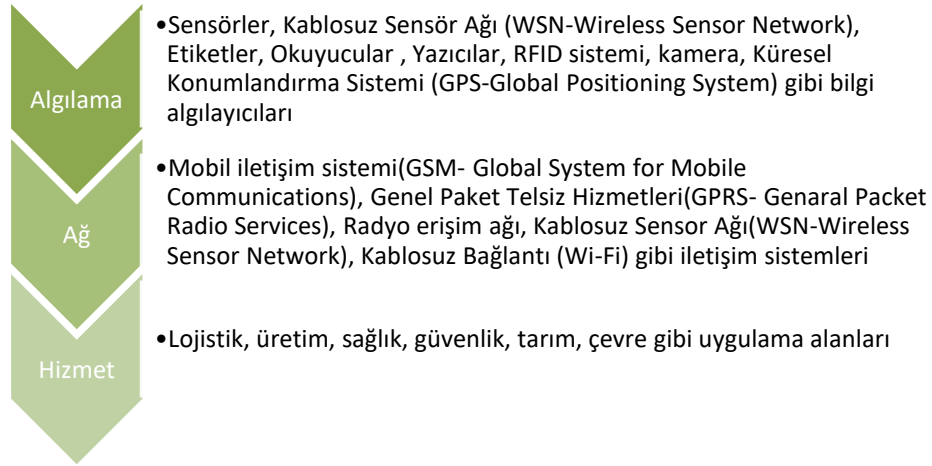 Algılama
•Sensörler, Kablosuz Sensör Ağı (WSN-Wireless Sensor Network),
Etiketler, Okuyucular , Yazıcılar, RFID sistemi, kamera, Küresel
Konumlandırma Sistemi (GPS-Global Positioning System) gibi bilgi
algılayıcıları
Ağ
•Mobil iletişim sistemi(GSM- Global System for Mobile
Communications), Genel Paket Telsiz Hizmetleri(GPRS- Genaral Packet
Radio Services), Radyo erişim ağı, Kablosuz Sensor Ağı(WSN-Wireless
Sensor Network), Kablosuz Bağlantı (Wi-Fi) gibi iletişim sistemleri
Hizmet
•Lojistik, üretim, sağlık, güvenlik, tarım, çevre gibi uygulama alanları